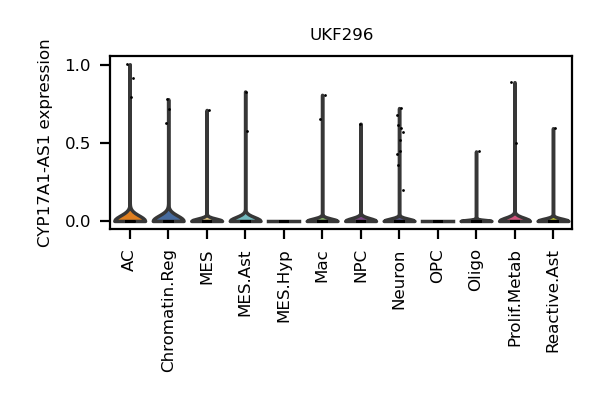 UKF296
CYP17A1-AS1 expression
1.0
0.5
0.0
AC
Chromatin.Reg
MES
MES.Ast
MES.Hyp
Mac
NPC
Neuron
OPC
Oligo
Prolif.Metab
Reactive.Ast